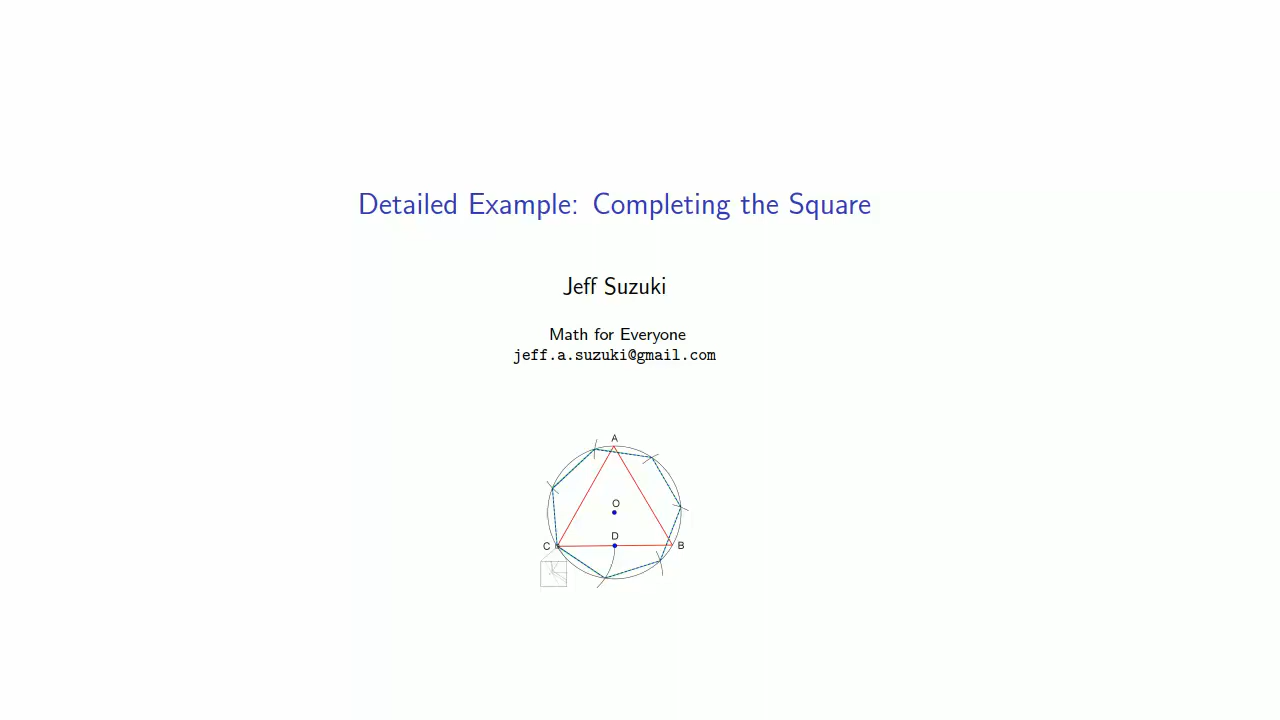 Detailed Example: Completing the Square
Jeff Suzuki
Math for Everyone
jeff.a.suzuki@gmail.com
A
O
D
C
B